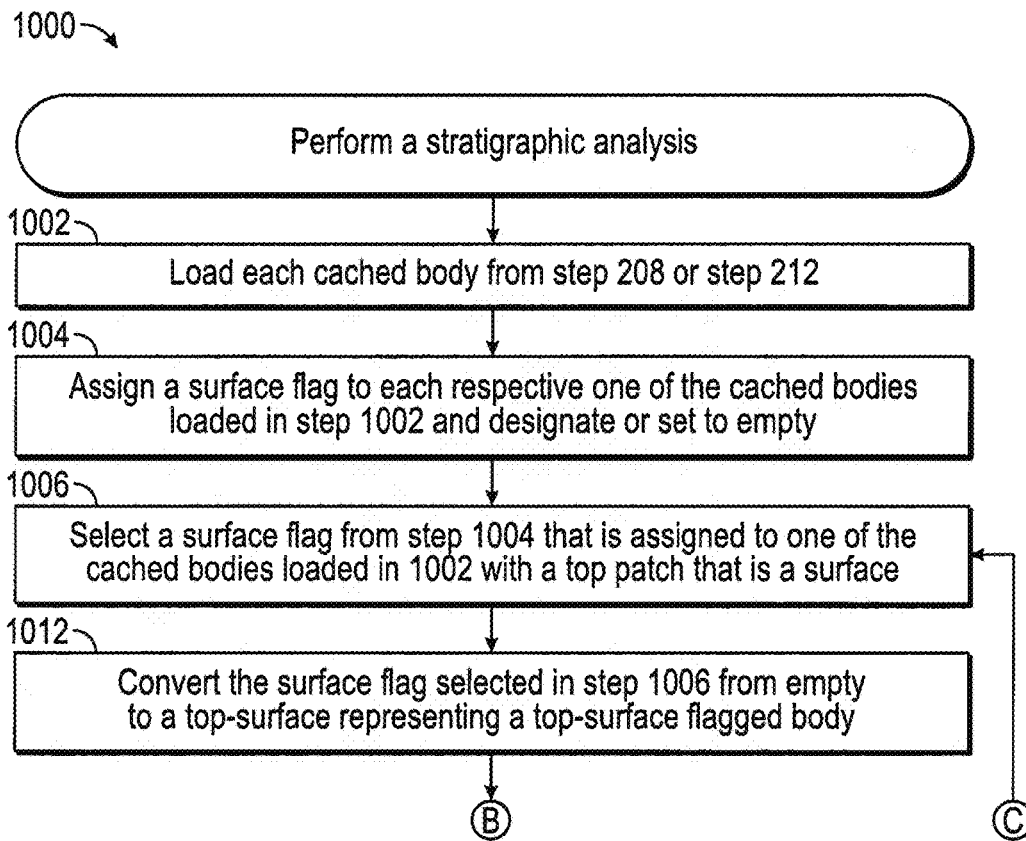 1000
Perform a stratigraphic analysis
1002
Load each cached body from step 208 or step 212
1004
Assign a surface flag to each respective one of the cached bodies
loaded in step 1002 and designate or set to empty
1006
Select a surface flag from step 1004 that is assigned to one of the
cached bodies loaded in 1002 with a top patch that is a surface
1012
Convert the surface flag selected in step 1006 from empty
to a top-surface representing a top-surface flagged body
B
C